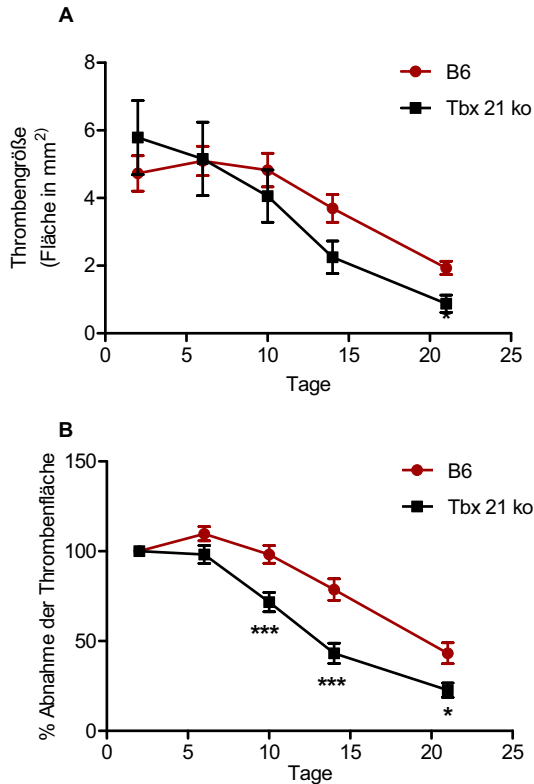 A
8
6
4
2
0
Thrombengröße
(Fläche in mm²)
B6
Tbx 21 ko
*
0 5 10 15 20 25
Tage
B
150
100
50
0
% Abnahme der Thrombenfläche
B6
Tbx 21 ko
***
***
*
0 5 10 15 20 25
Tage